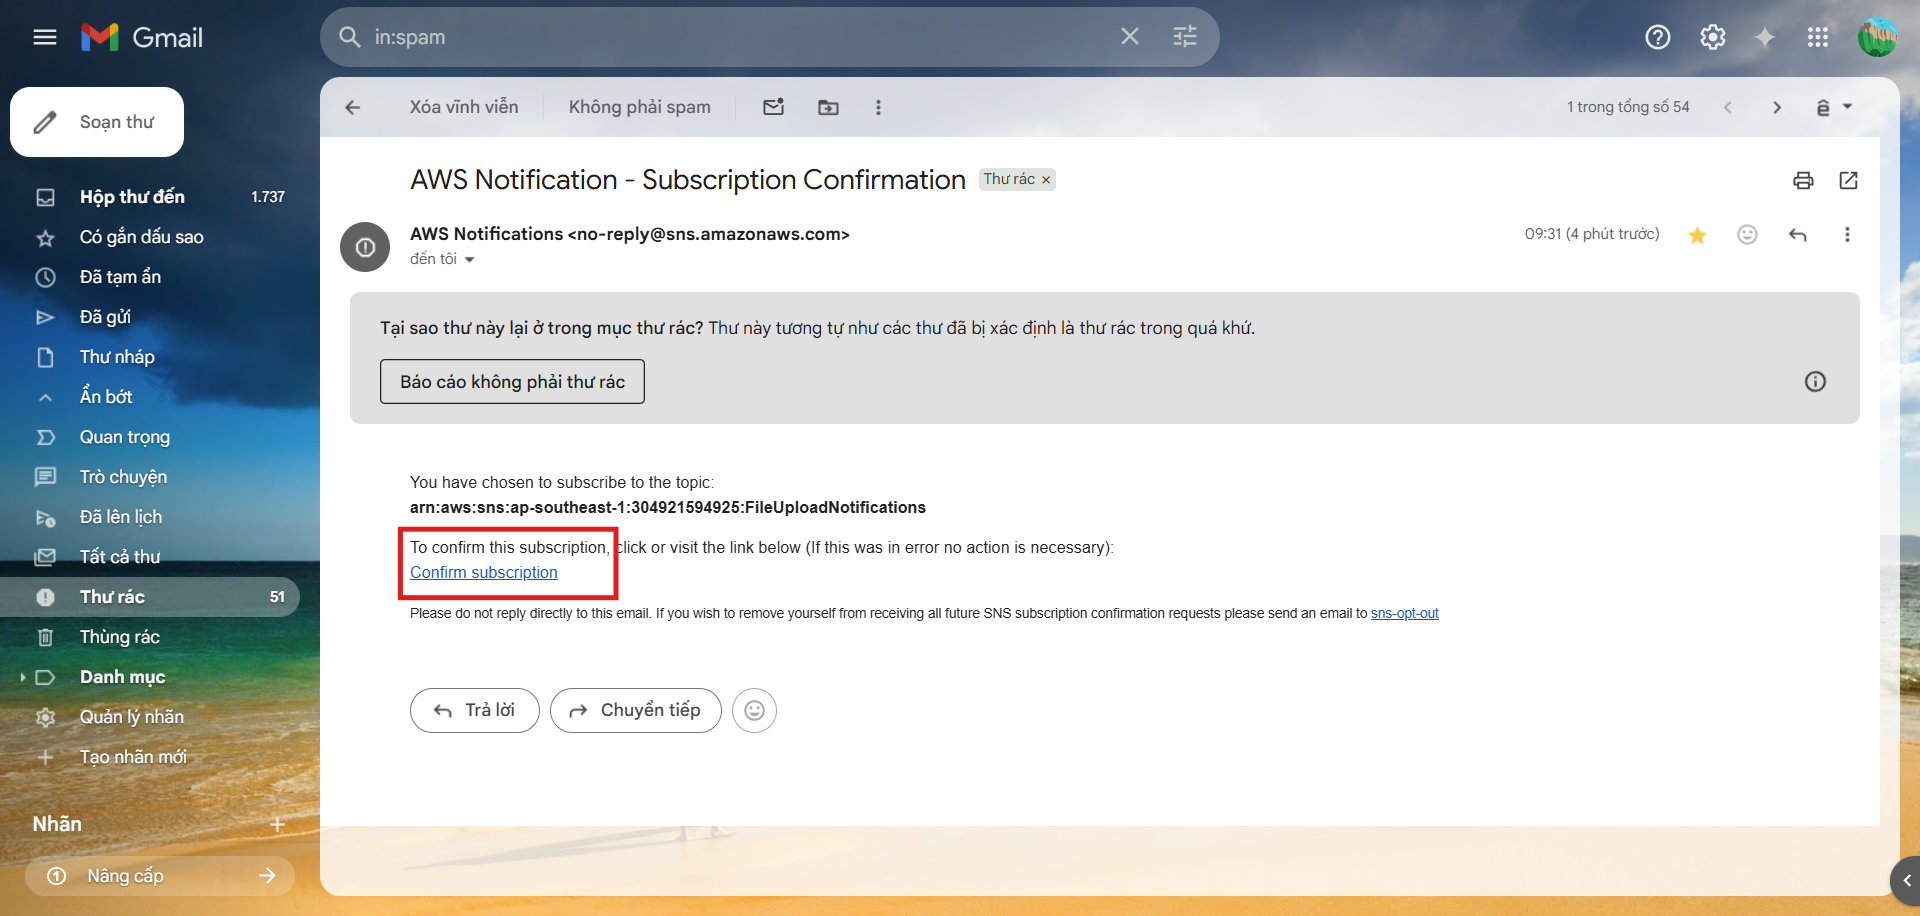 Gmail
in:spam
Soạn thư
Hộp thư đến 1.737
Có gắn dấu sao
Đã tạm ẩn
Đã gửi
Thư nháp
Ẩn bớt
Quan trọng
Trò chuyện
Đã lên lịch
Tất cả thư
Thư rác 51
Thùng rác
Danh mục
Quản lý nhãn
Tạo nhãn mới
Nhãn
Nâng cấp
Xóa vĩnh viễn Không phải spam 1 trong tổng số 54 ê
AWS Notification - Subscription Confirmation Thư rác ×
AWS Notifications <no-reply@sns.amazonaws.com> 09:31 (4 phút trước)
đến tôi
Tại sao thư này lại ở trong mục thư rác? Thư này tương tự như các thư đã bị xác định là thư rác trong quá khứ.
Báo cáo không phải thư rác
You have chosen to subscribe to the topic:
arn:aws:sns:ap-southeast-1:304921594925:FileUploadNotifications
To confirm this subscription, click or visit the link below (If this was in error no action is necessary):
Confirm subscription
Please do not reply directly to this email. If you wish to remove yourself from receiving all future SNS subscription confirmation requests please send an email to sns-opt-out
Trả lời Chuyển tiếp